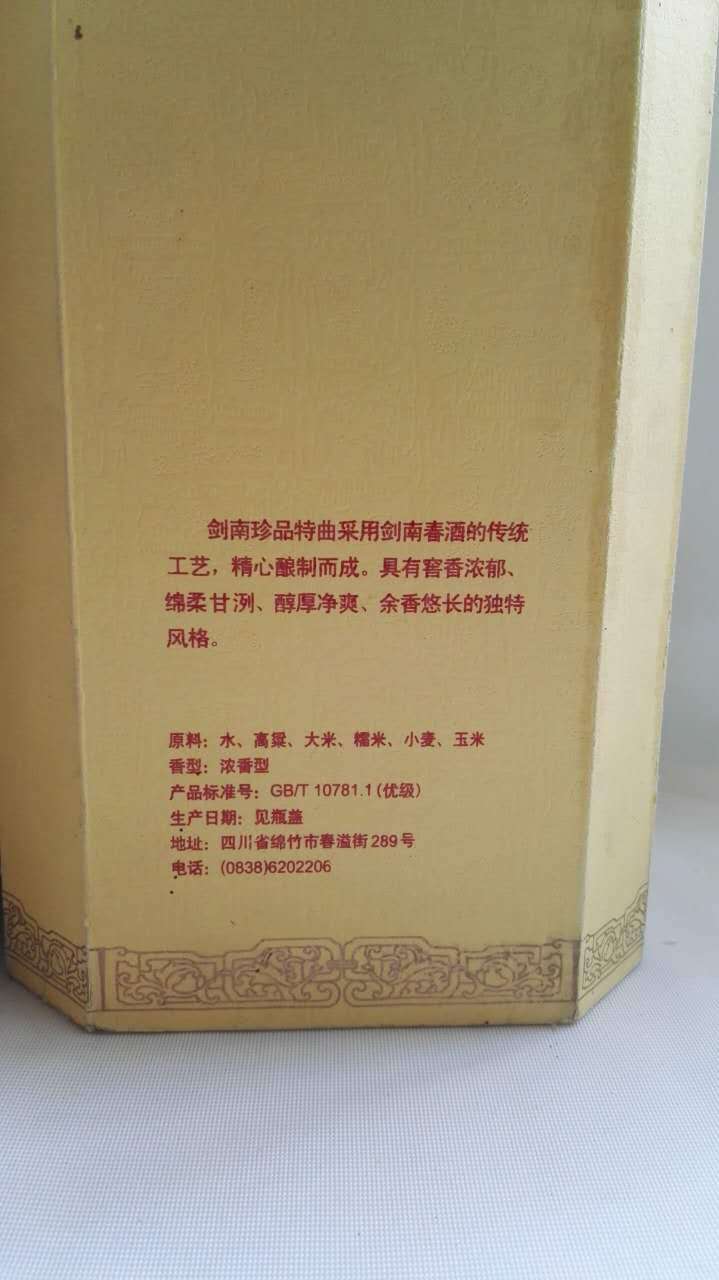 剑南珍品特曲采用剑南春酒的传统
工艺，精心酿制而成。具有窖香浓郁、
绵柔甘洌、醇厚净爽、余香悠长的独特
风格。
原料：水、高粱、大米、糯米、小麦、玉米
香型：浓香型
产品标准号：GB/T 10781.1（优级）
生产日期：见瓶盖
地址：四川省绵竹市春溢街289号
电话：(0838)6202206